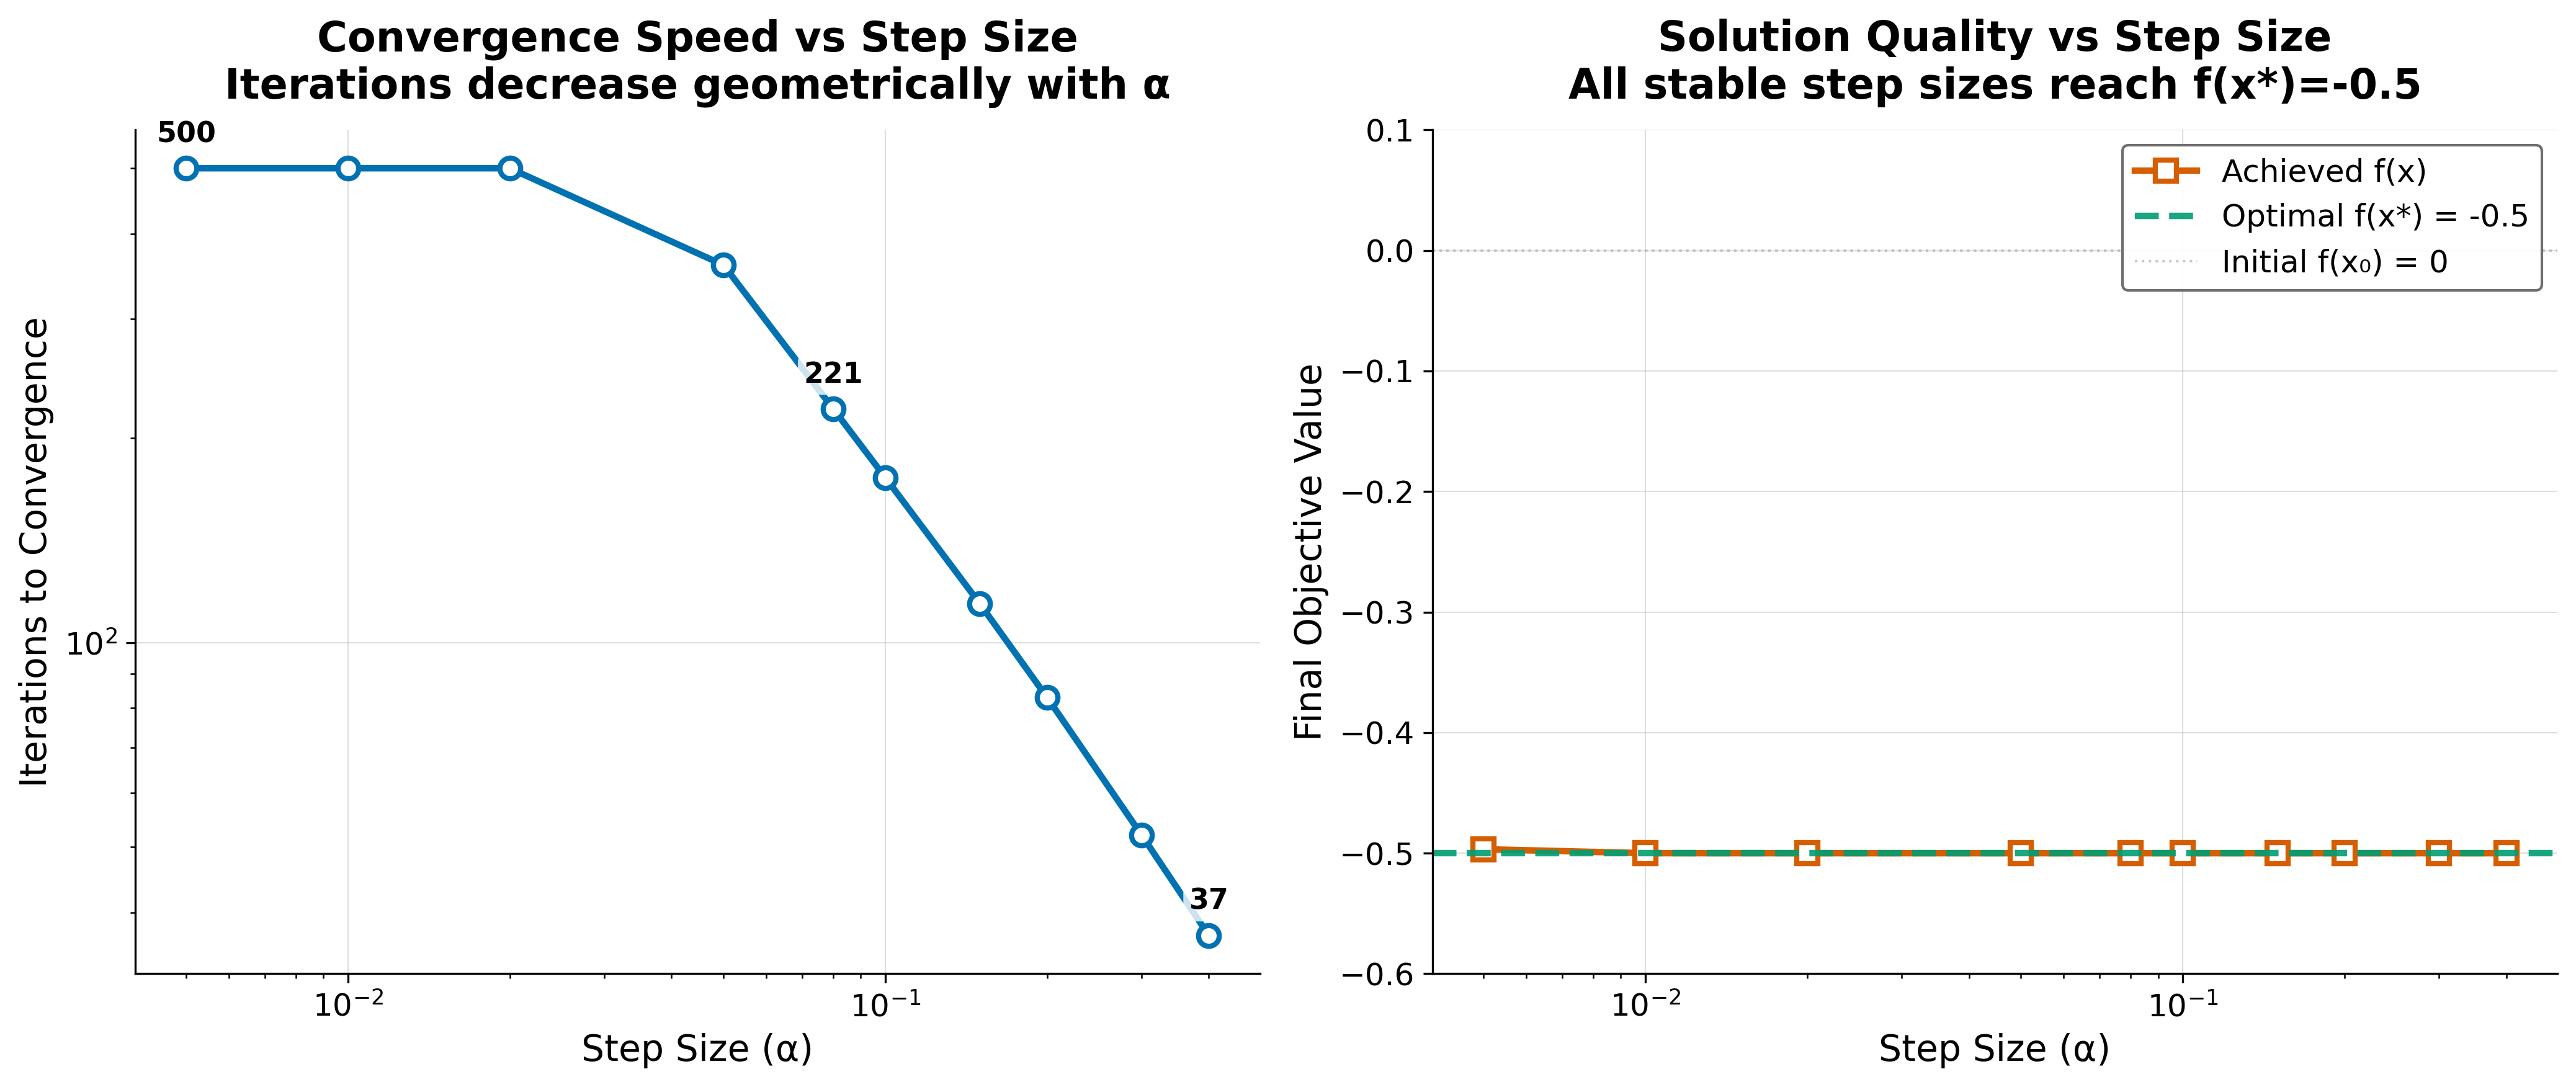 Convergence Speed vs Step Size
Iterations decrease geometrically with α
500
221
37
10²
Iterations to Convergence
10⁻²
10⁻¹
Step Size (α)
Solution Quality vs Step Size
All stable step sizes reach f(x*)=-0.5
Achieved f(x)
Optimal f(x*) = -0.5
Initial f(x₀) = 0
0.1
0.0
−0.1
−0.2
−0.3
−0.4
−0.5
−0.6
Final Objective Value
10⁻²
10⁻¹
Step Size (α)